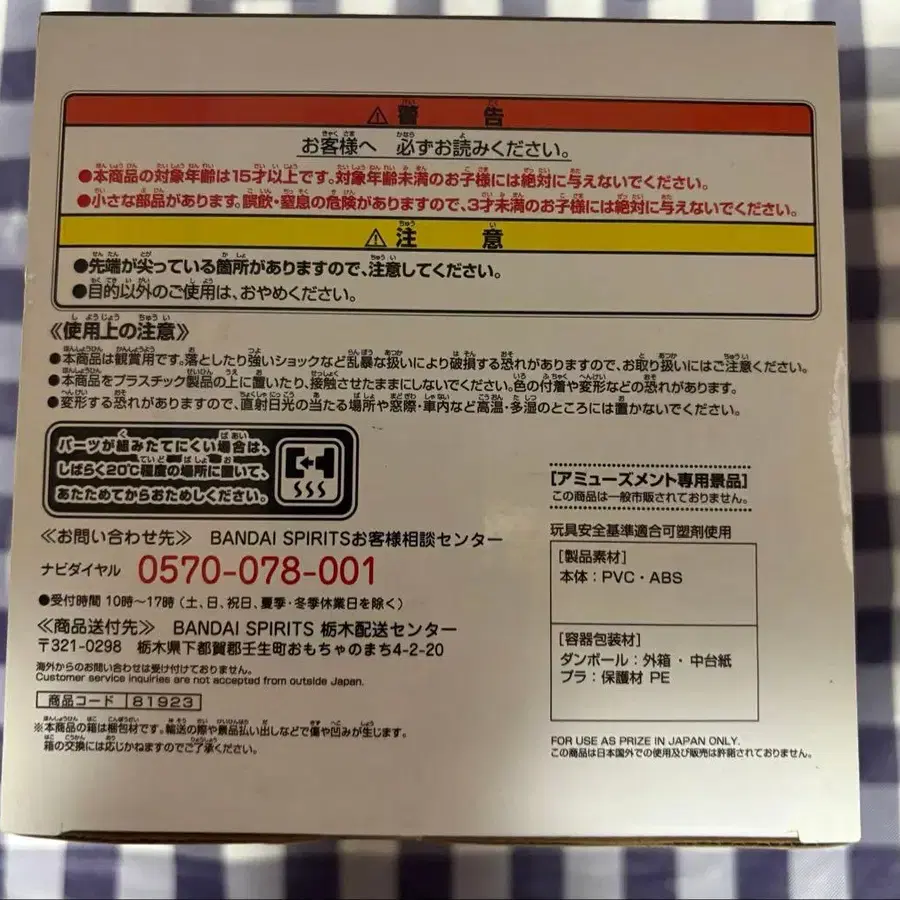 ⚠警告
お客様へ 必ずお読みください。
●本商品の対象年齢は15才以上です。対象年齢未満のお子様には絶対に与えないでください。
●小さな部品があります。誤飲・窒息の危険がありますので、3才未満のお子様には絶対に与えないでください。
⚠注意
●先端が尖っている箇所がありますので、注意してください。
●目的以外のご使用は、おやめください。
≪使用上の注意≫
●本商品は観賞用です。落としたり強いショックなど乱暴な扱いにより破損する恐れがありますので、お取り扱いにはご注意ください。
●本商品をプラスチック製品の上に置いたり、接触させたままにしないでください。色の付着や変形などの恐れがあります。
●変形する恐れがありますので、直射日光の当たる場所や窓際・車内など高温・多湿のところには置かないでください。
パーツが組みたてにくい場合は、
しばらく20℃程度の場所に置いて、
あたためてからおためしください。
≪お問い合わせ先≫ BANDAI SPIRITSお客様相談センター
ナビダイヤル 0570-078-001
●受付時間 10時〜17時(土、日、祝日、夏季・冬季休業日を除く)
≪商品送付先≫ BANDAI SPIRITS 栃木配送センター
〒321-0298 栃木県下都賀郡壬生町おもちゃのまち4-2-20
海外からのお問い合わせは受け付けておりません。
Customer service inquiries are not accepted from outside Japan.
商品コード 81923
※本商品の箱は梱包材です。輸送の際や景品払い出しなどで傷や凹みが生じます。
箱の交換には応じかねますのでご了承ください。
[アミューズメント専用景品]
この商品は一般市販されておりません。
玩具安全基準適合可塑剤使用
[製品素材]
本体:PVC・ABS
[容器包装材]
ダンボール:外箱・中台紙
プラ:保護材 PE
FOR USE AS PRIZE IN JAPAN ONLY.
この商品は日本国外での使用及び販売は許諾されておりません。